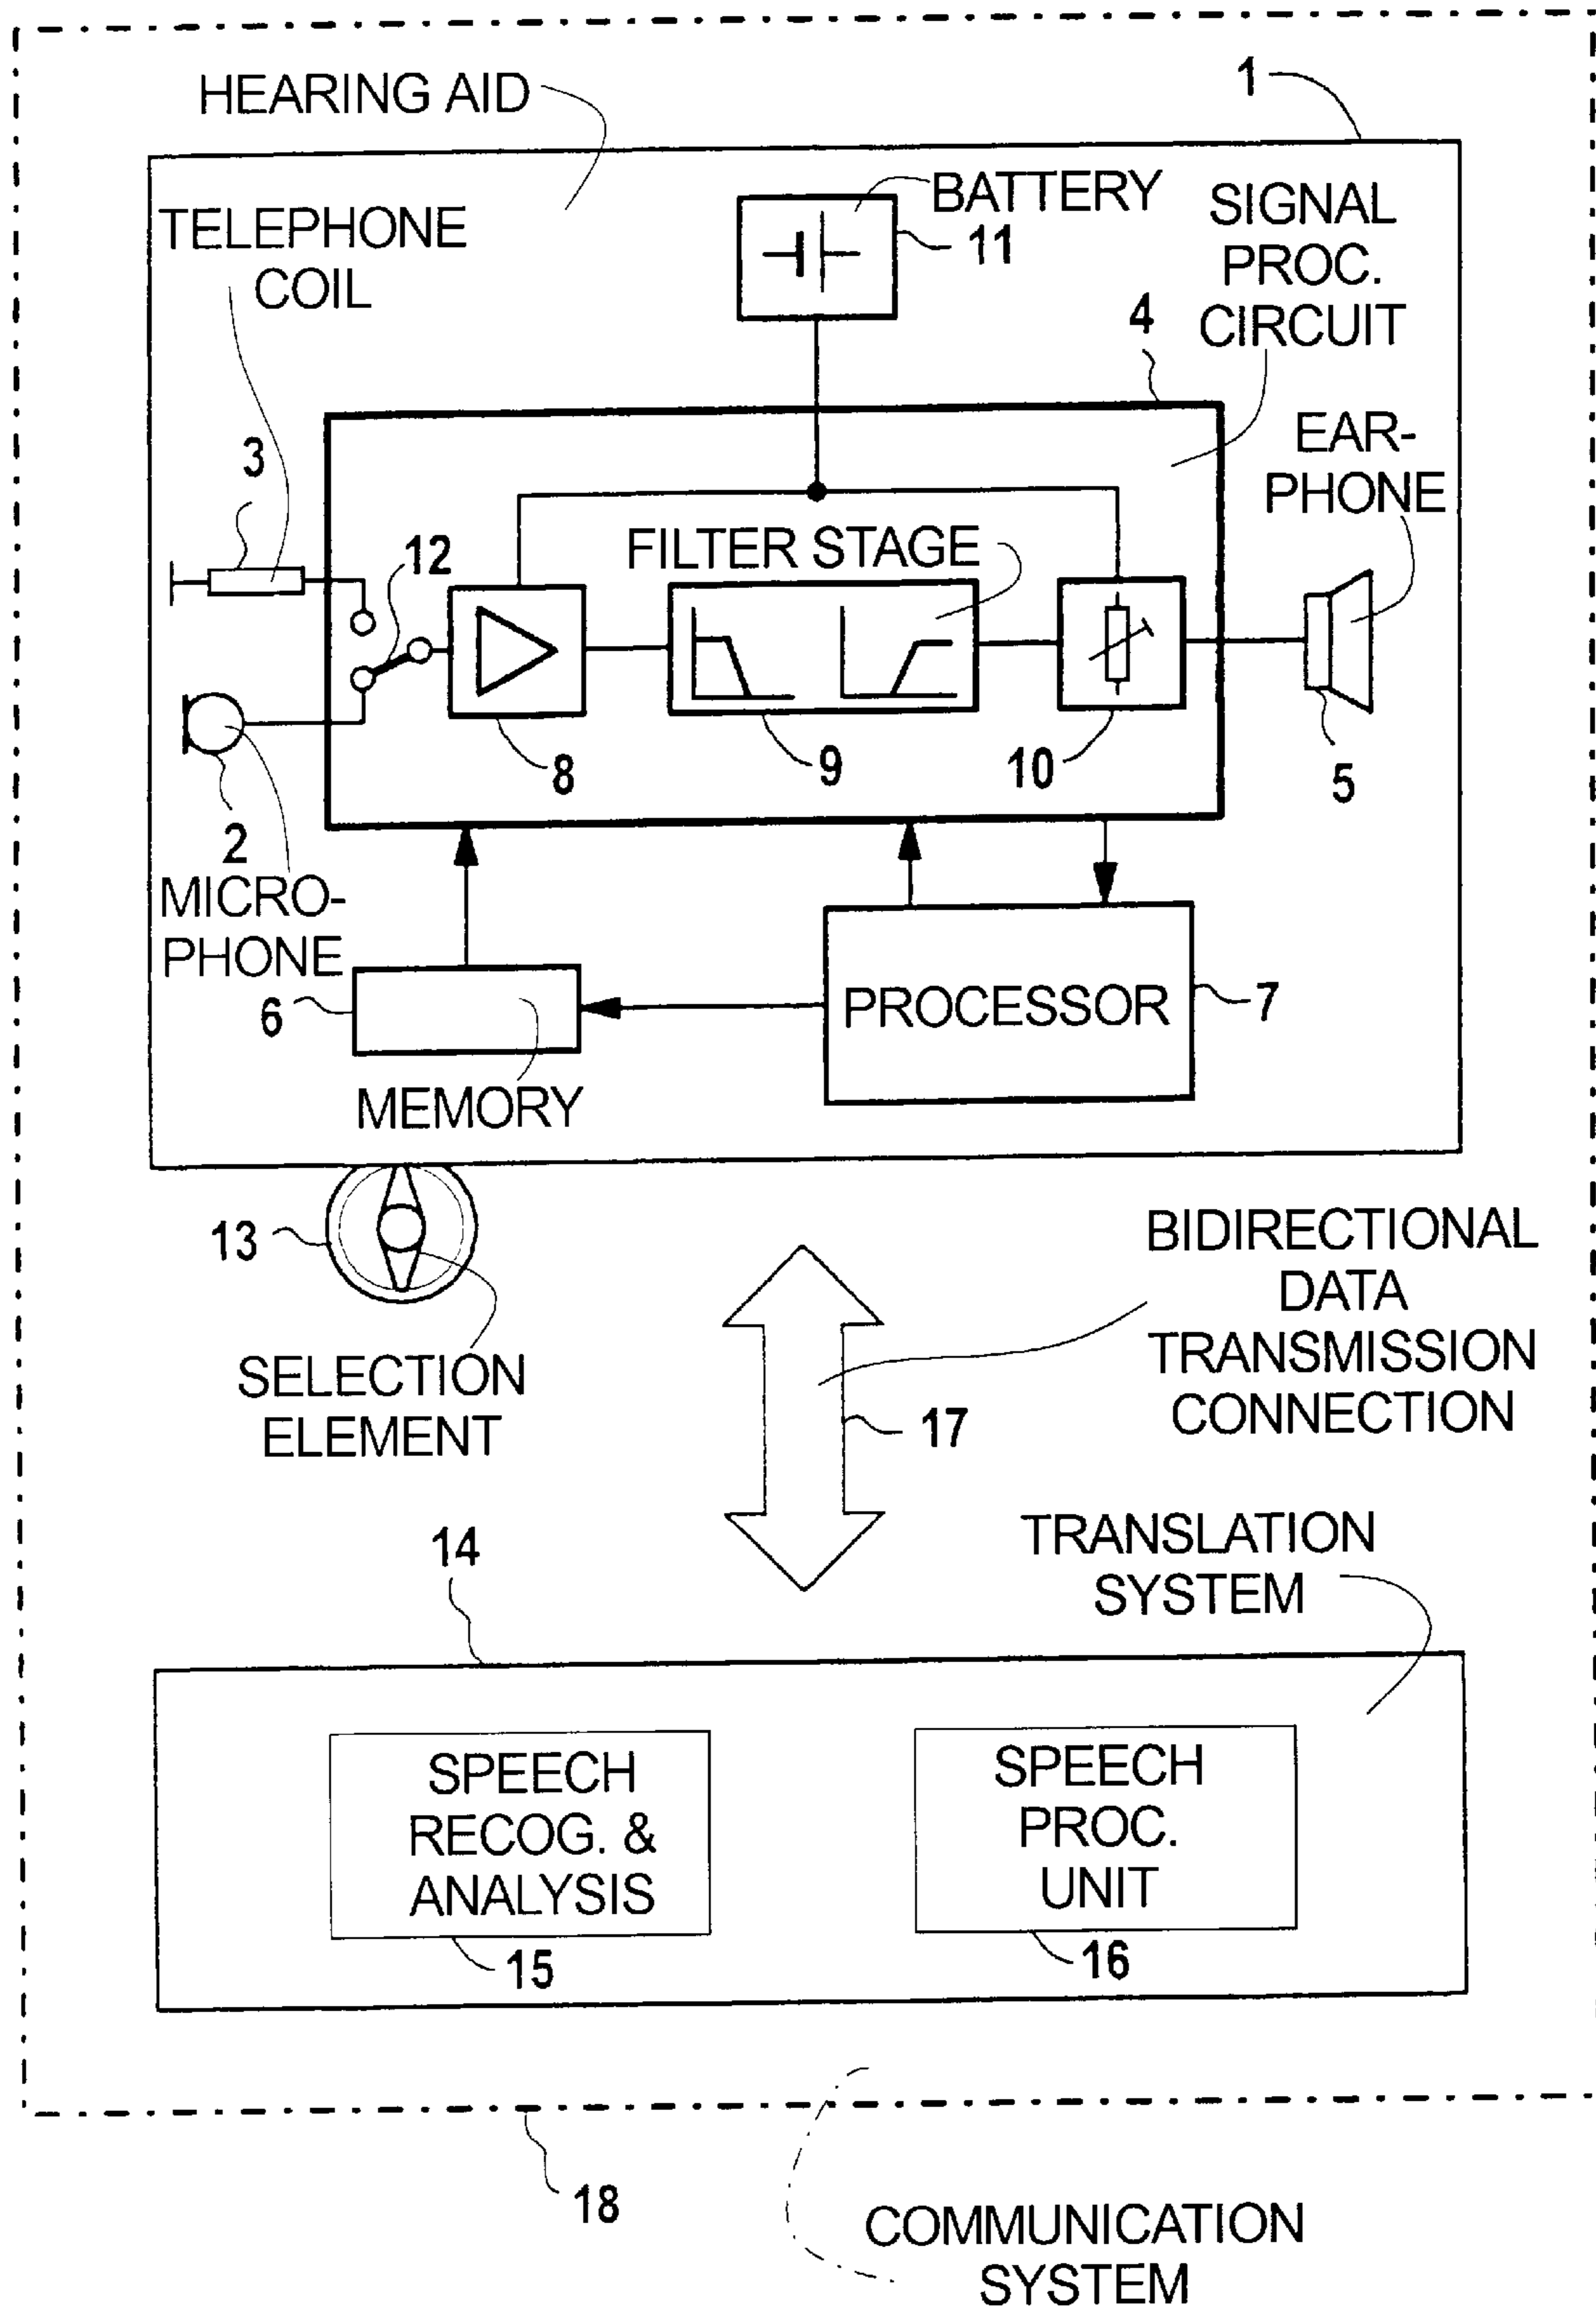 HEARING AID
1
TELEPHONE
COIL
BATTERY
11
SIGNAL
PROC.
CIRCUIT
4
3
EAR-
PHONE
12
FILTER STAGE
8
9
10
5
2
MICRO-
PHONE
6
PROCESSOR
7
MEMORY
13
SELECTION
ELEMENT
BIDIRECTIONAL
DATA
TRANSMISSION
CONNECTION
17
14
TRANSLATION
SYSTEM
SPEECH
RECOG. &
ANALYSIS
15
SPEECH
PROC.
UNIT
16
18
COMMUNICATION
SYSTEM